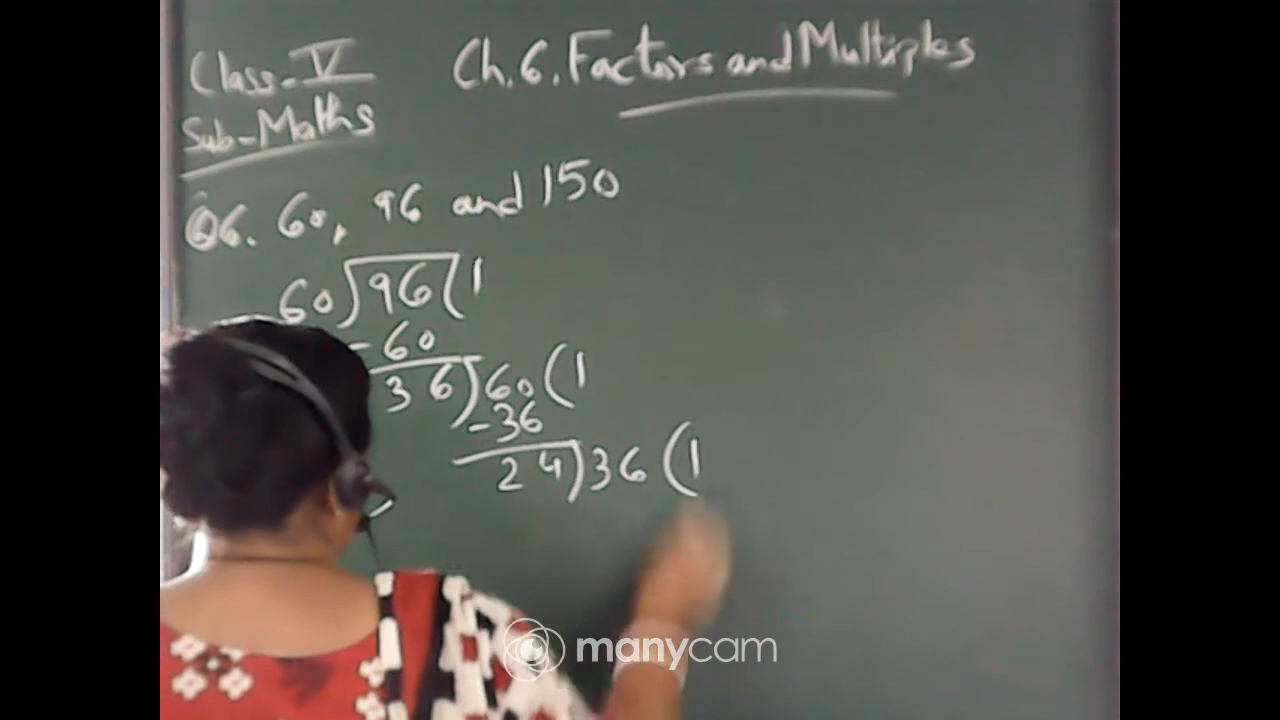 Class-V Ch.6. Factors and Multiples
Sub-Maths
Q6. 60, 96 and 150
60)96(1
-60
36)60(1
-36
24)36(1
manycam